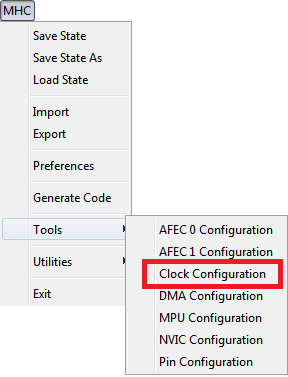 MHC
Save State
Save State As
Load State
Import
Export
Preferences
Generate Code
Tools
AFEC 0 Configuration
AFEC 1 Configuration
Clock Configuration
DMA Configuration
MPU Configuration
NVIC Configuration
Pin Configuration
Utilities
Exit